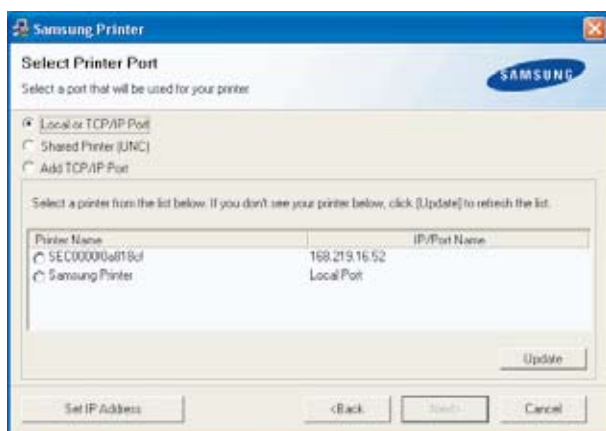 Samsung Printer
Select Printer Port
Select a port that will be used for your printer
SAMSUNG
Local or TCP/IP Port
Shared Printer (UNC)
Add TCP/IP Port
Select a printer from the list below. If you don't see your printer below, click [Update] to refresh the list.
Printer Name IP/Port Name
SEC0000f0a818cf 168.219.16.52
Samsung Printer Local Port
Update
Set IP Address <Back Next> Cancel